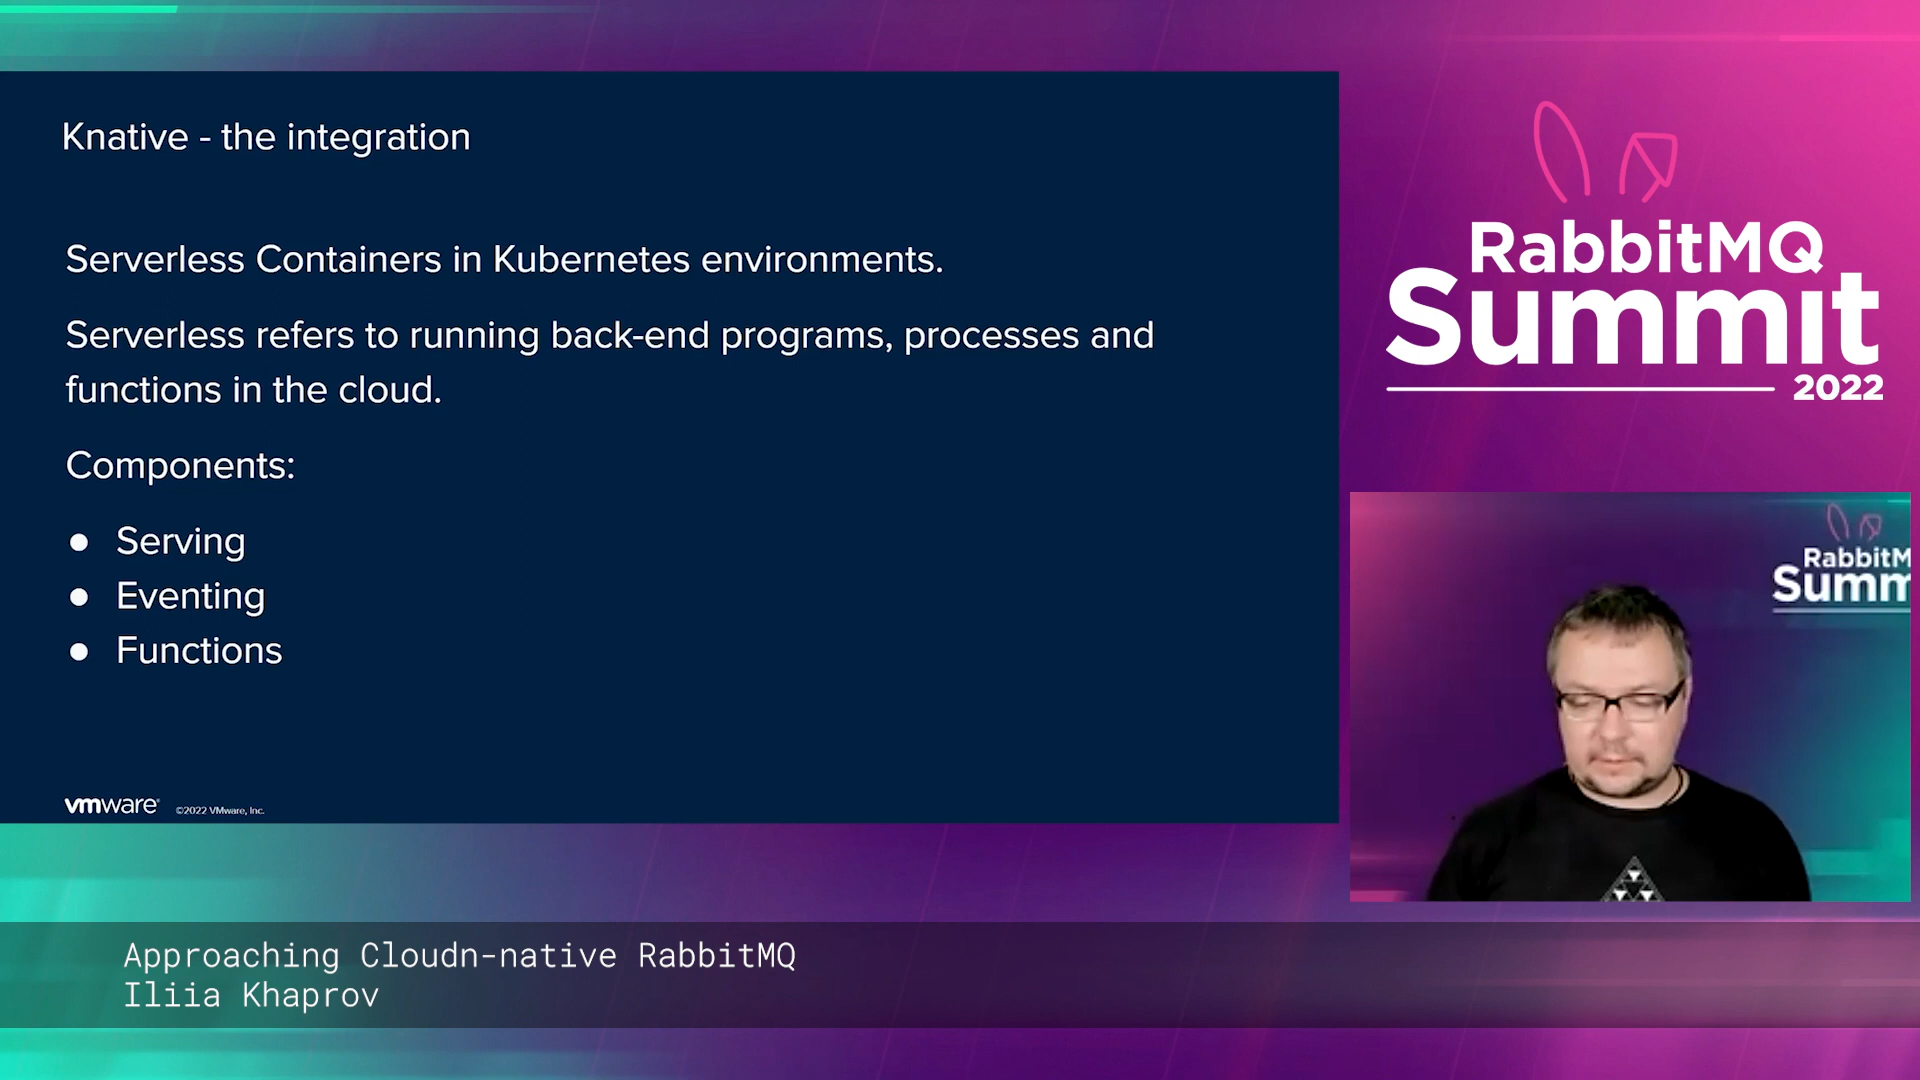 Knative - the integration
Serverless Containers in Kubernetes environments.
Serverless refers to running back-end programs, processes and
functions in the cloud.
Components:
● Serving
● Eventing
● Functions
vmware
©2022 VMware, Inc.
RabbitMQ
Summit
2022
RabbitM
Summ
Approaching Cloudn-native RabbitMQ
Iliia Khaprov